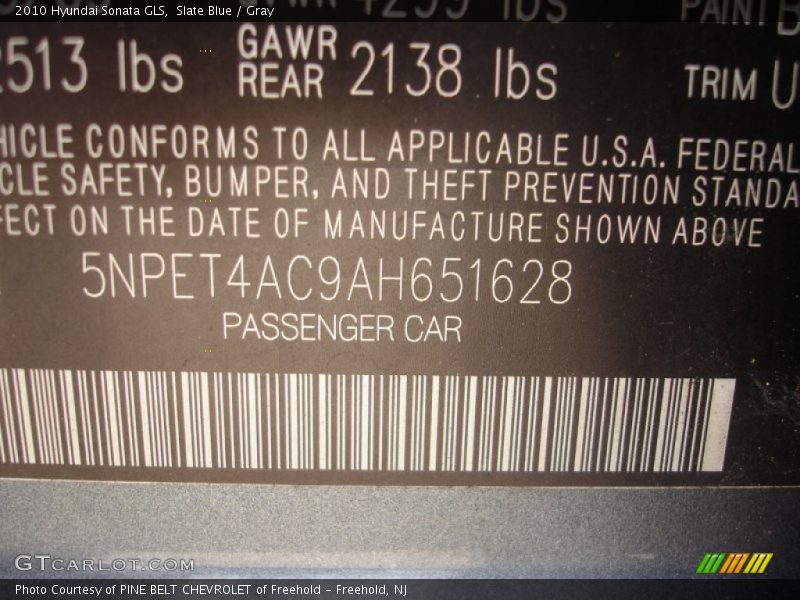 2010 Hyundai Sonata GLS, Slate Blue / Gray
4299 lbs PAINT
2513 lbs GAWR REAR 2138 lbs TRIM U
HICLE CONFORMS TO ALL APPLICABLE U.S.A. FEDERAL
CLE SAFETY, BUMPER, AND THEFT PREVENTION STANDA
FECT ON THE DATE OF MANUFACTURE SHOWN ABOVE
5NPET4AC9AH651628
PASSENGER CAR
GTCARLOT.COM
Photo Courtesy of PINE BELT CHEVROLET of Freehold - Freehold, NJ